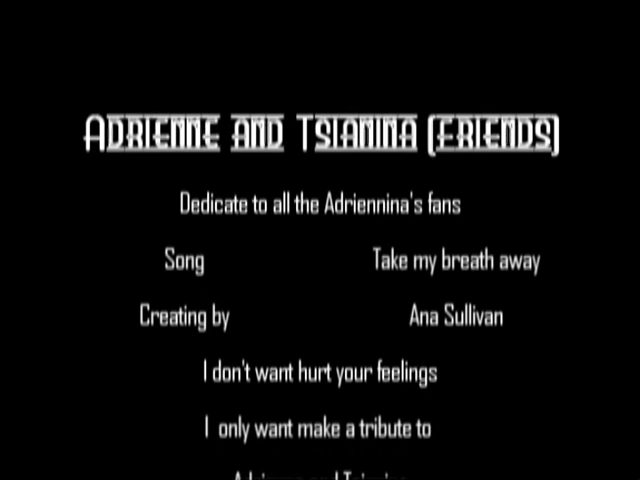 Adrienne and Tsianina (Friends)
Dedicate to all the Adriennina's fans
Song Take my breath away
Creating by Ana Sullivan
I don't want hurt your feelings
I only want make a tribute to